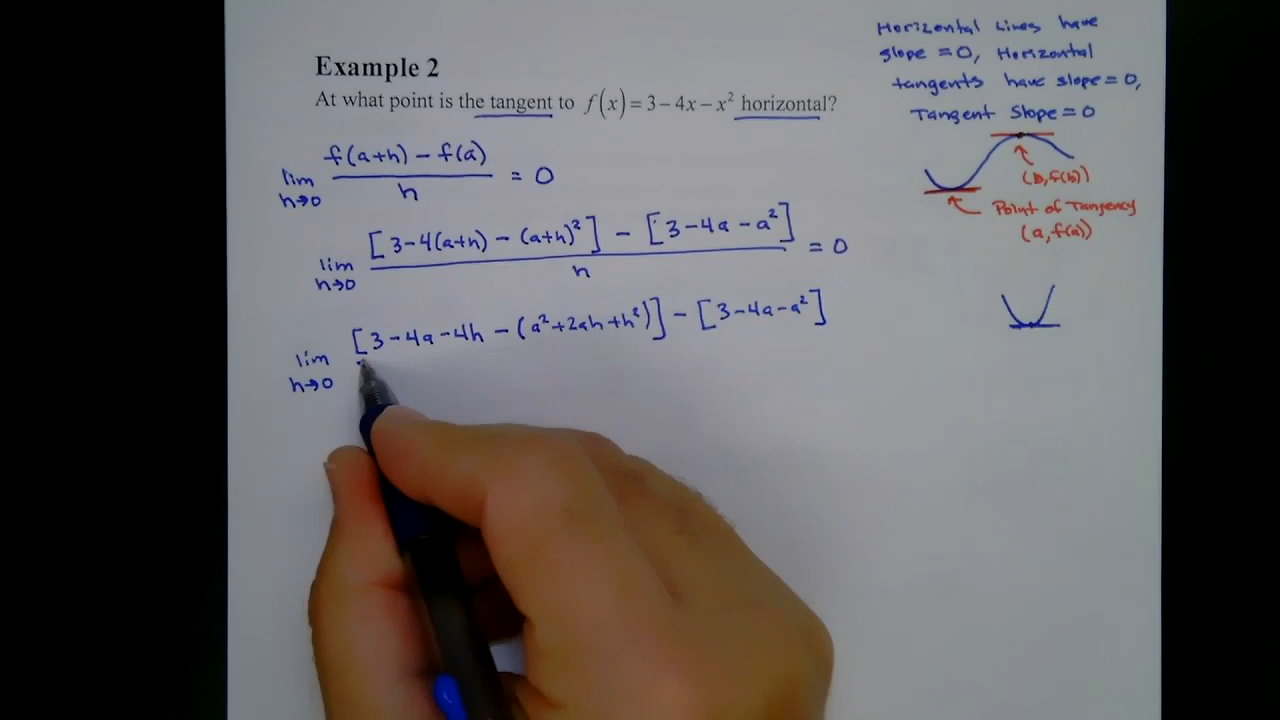 Example 2
At what point is the tangent to f(x) = 3 – 4x – x² horizontal?
lim h→0 f(a+h) – f(a) / h = 0
lim h→0 [3–4(a+h) – (a+h)²] – [3–4a – a²] / h = 0
lim h→0 [3–4a–4h – (a²+2ah+h²)] – [3–4a–a²]
Horizontal Lines have
slope = 0, Horizontal
tangents have slope = 0,
Tangent Slope = 0
(b, f(b))
Point of Tangency
(a, f(a))